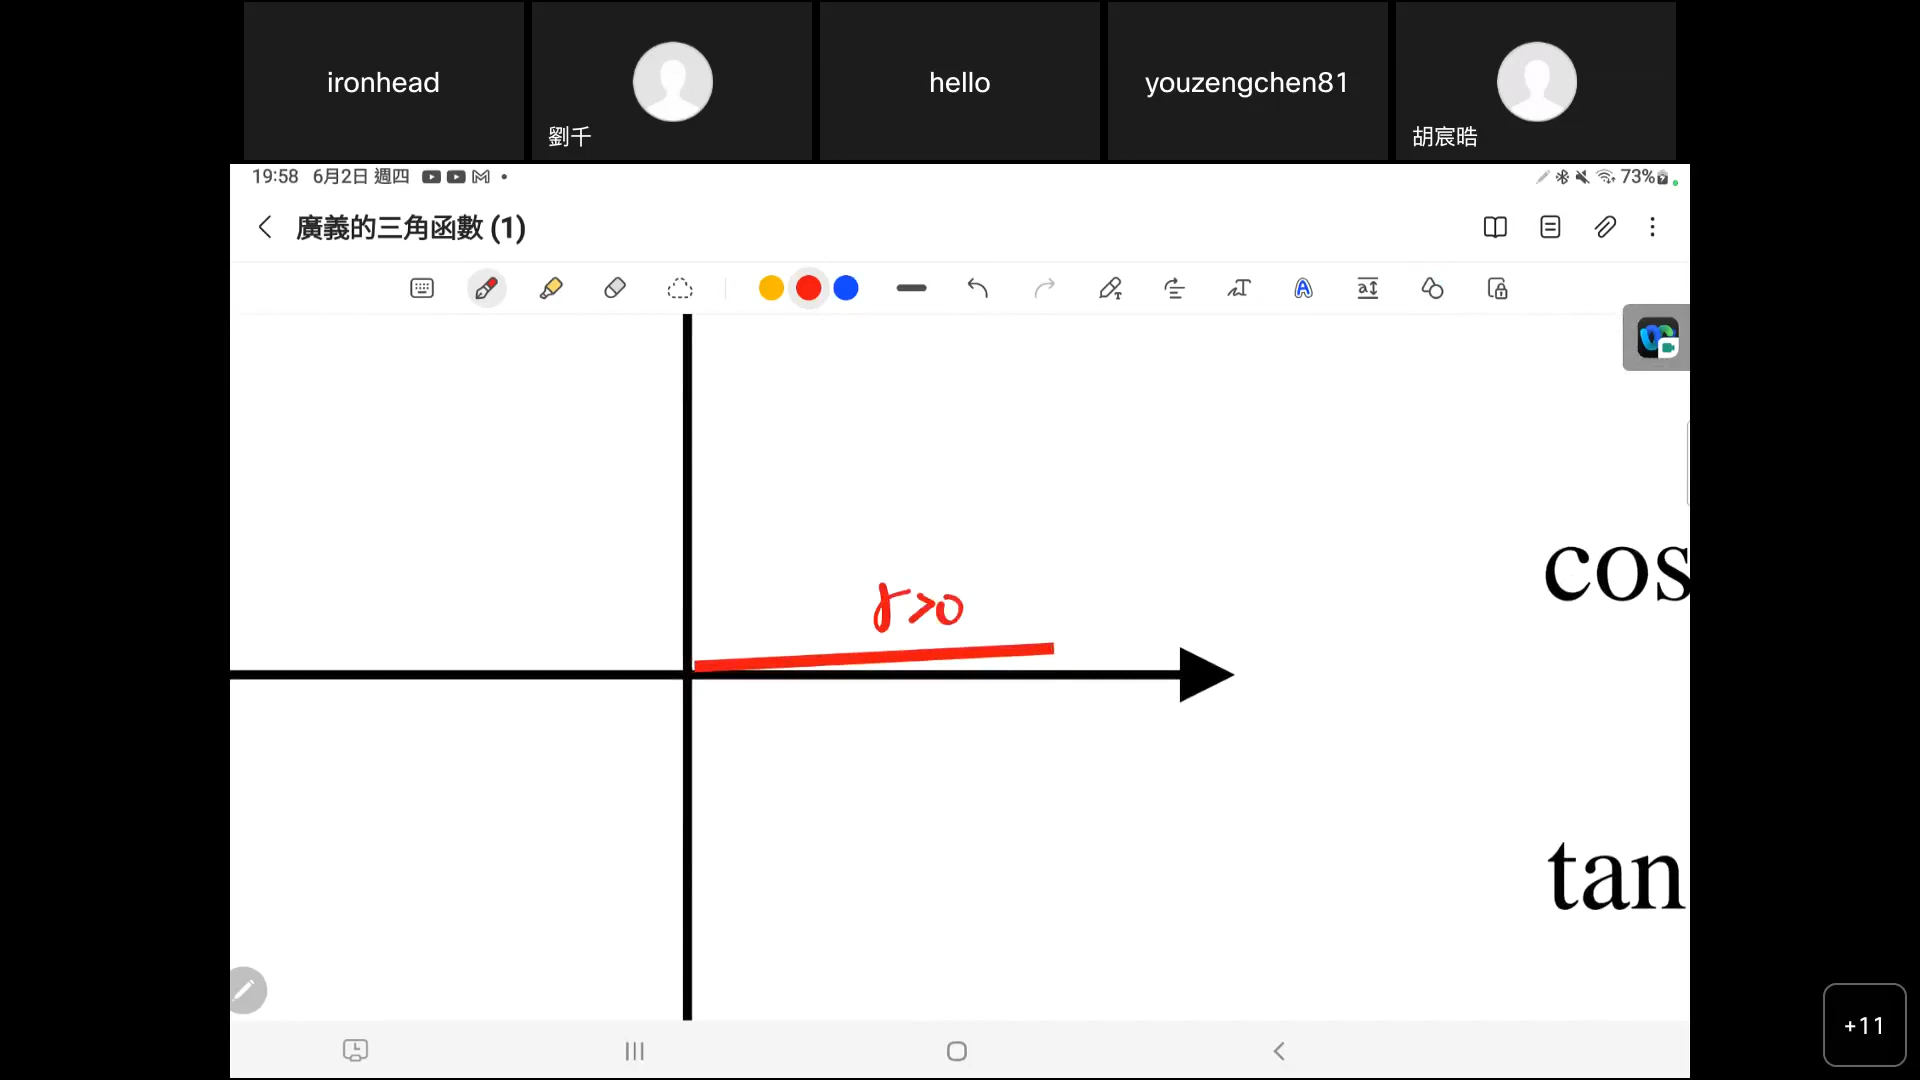 ironhead
劉千
hello
youzengchen81
胡宸晧
19:58 6月2日 週四
73%
廣義的三角函數 (1)
r>0
cos
tan
+11